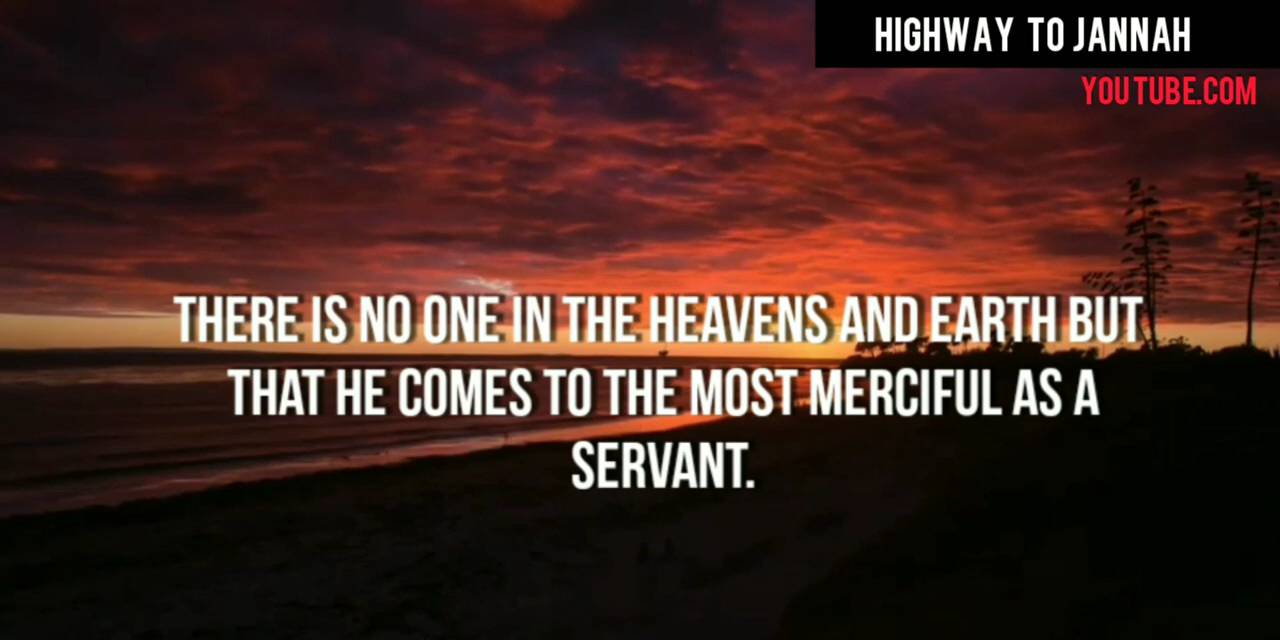 HIGHWAY TO JANNAH
YOUTUBE.COM
THERE IS NO ONE IN THE HEAVENS AND EARTH BUT
THAT HE COMES TO THE MOST MERCIFUL AS A
SERVANT.